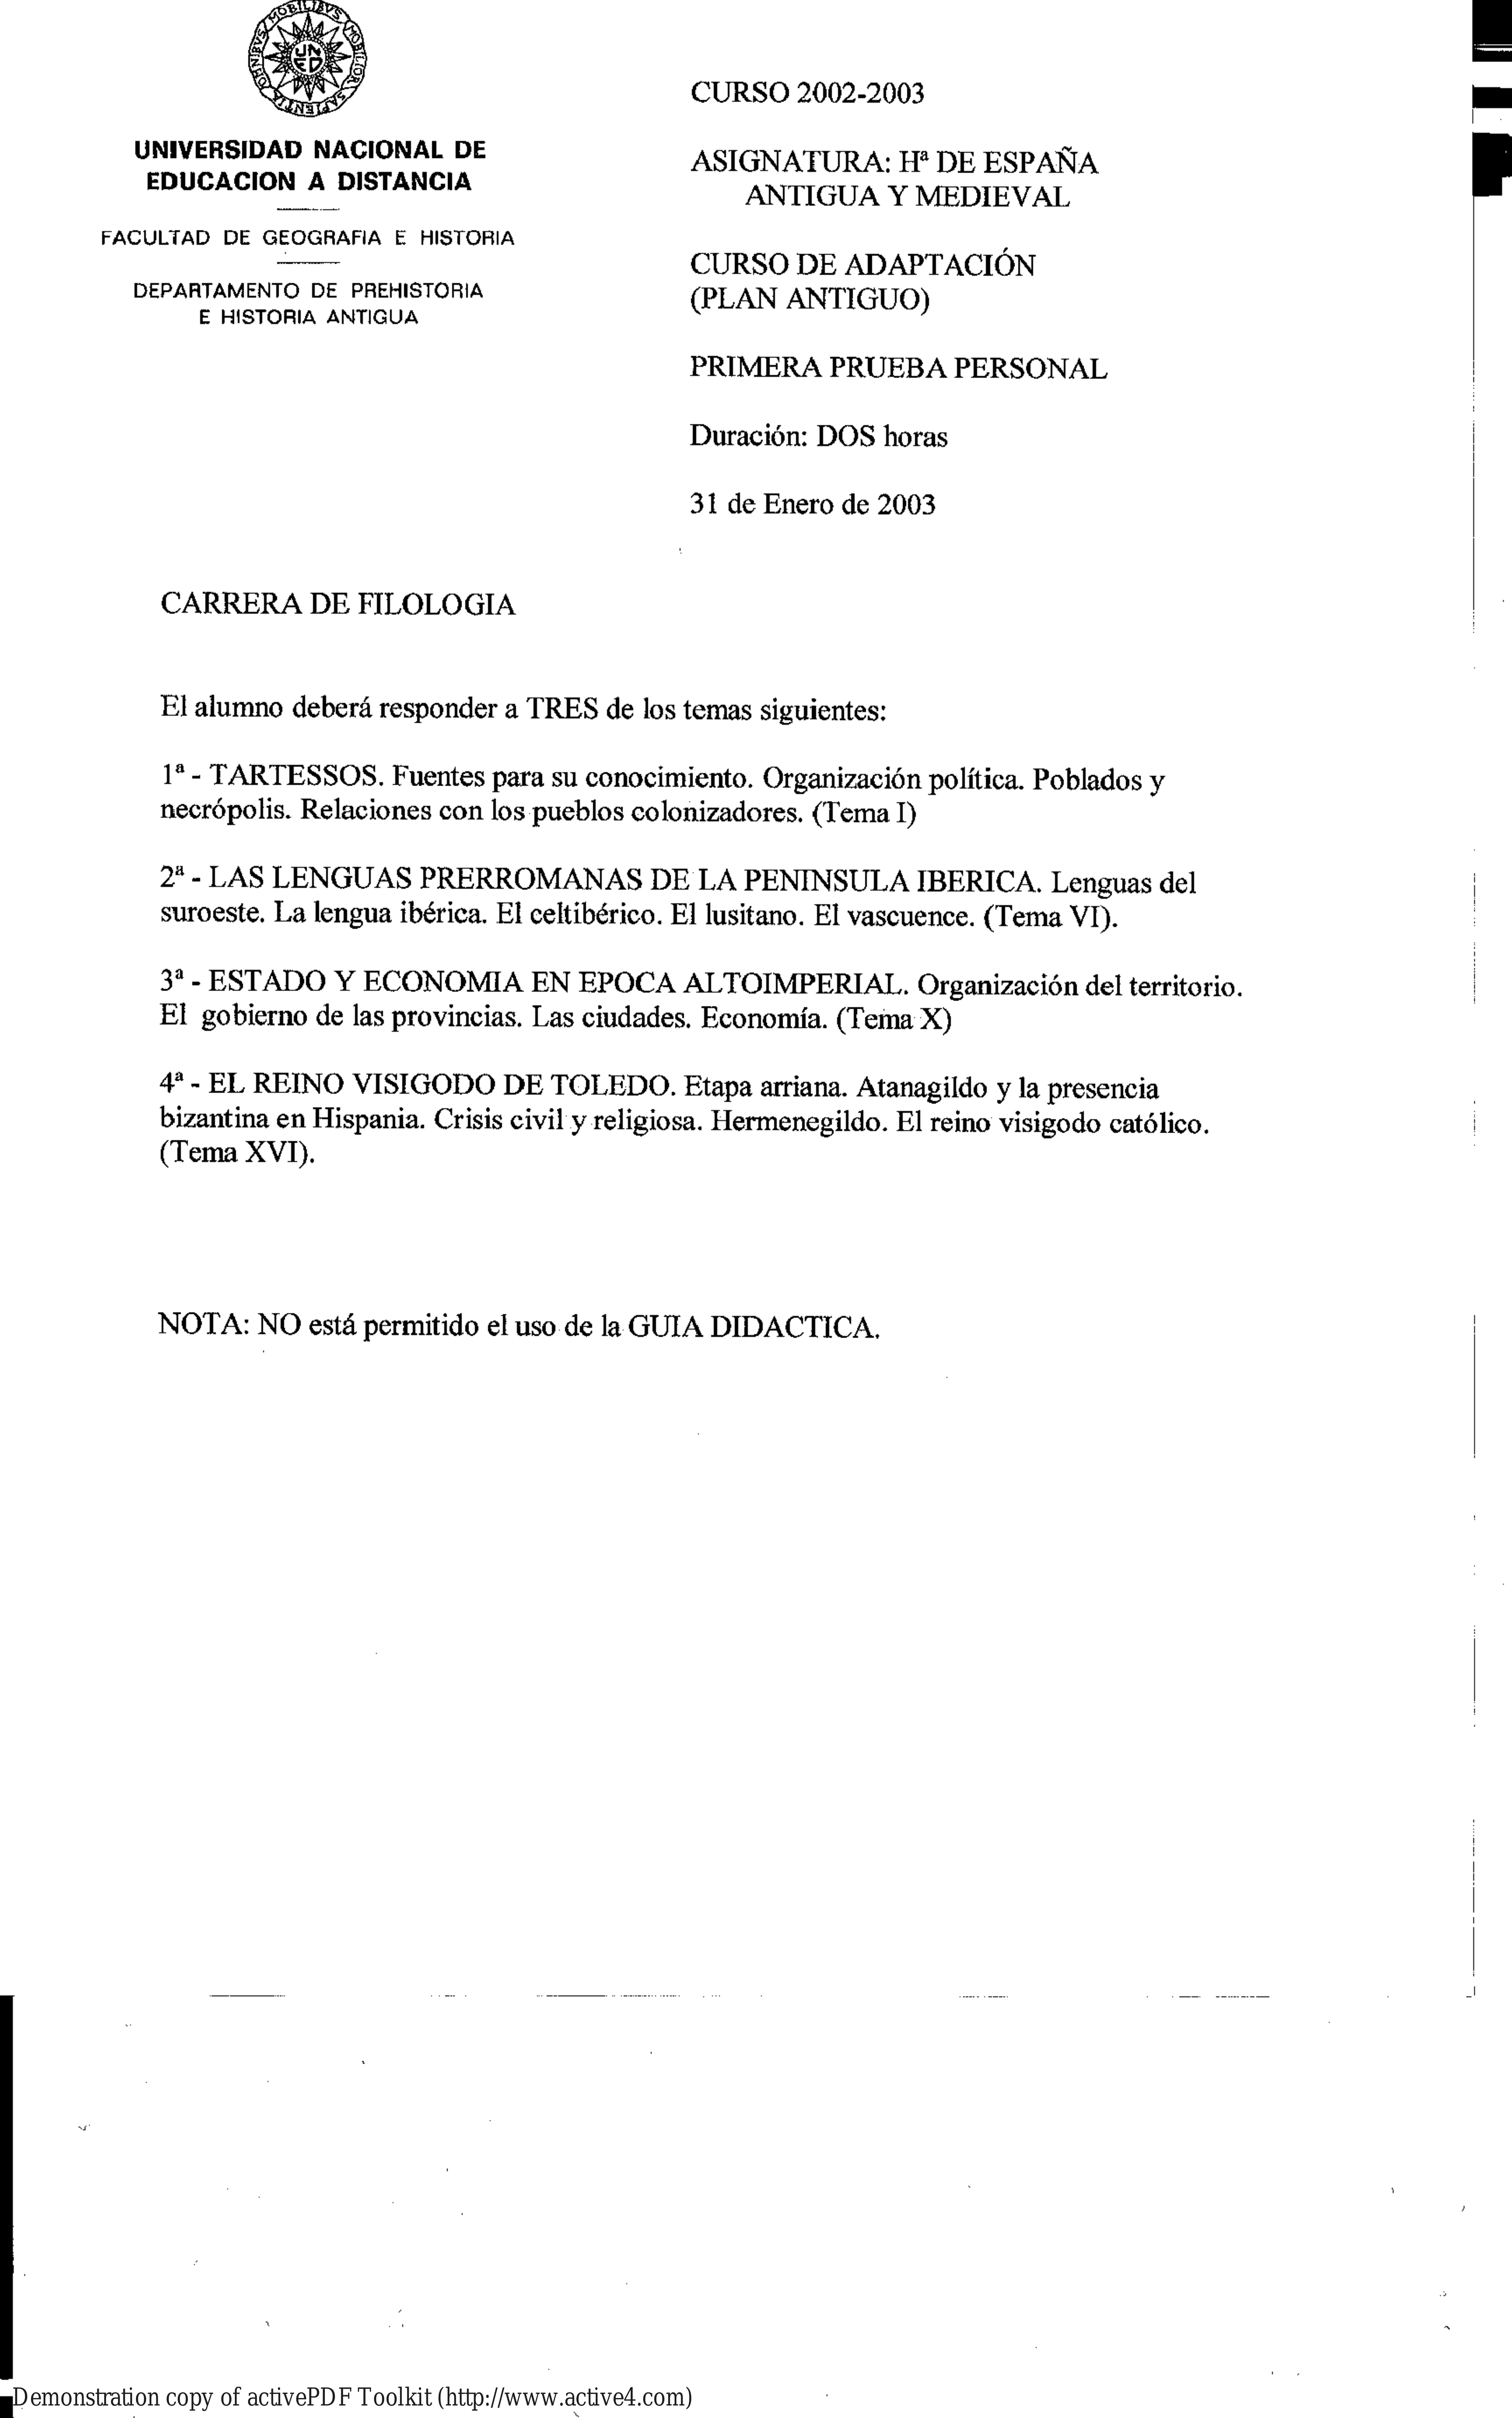 OMNIBVS MOBILIBVS MOBILIOR SAPIENTIA
UNED
UNIVERSIDAD NACIONAL DE
EDUCACION A DISTANCIA
FACULTAD DE GEOGRAFIA E HISTORIA
DEPARTAMENTO DE PREHISTORIA
E HISTORIA ANTIGUA
CURSO 2002-2003
ASIGNATURA: Hª DE ESPAÑA
ANTIGUA Y MEDIEVAL
CURSO DE ADAPTACIÓN
(PLAN ANTIGUO)
PRIMERA PRUEBA PERSONAL
Duración: DOS horas
31 de Enero de 2003
CARRERA DE FILOLOGIA
El alumno deberá responder a TRES de los temas siguientes:
1ª - TARTESSOS. Fuentes para su conocimiento. Organización política. Poblados y
necrópolis. Relaciones con los pueblos colonizadores. (Tema I)
2ª - LAS LENGUAS PRERROMANAS DE LA PENINSULA IBERICA. Lenguas del
suroeste. La lengua ibérica. El celtibérico. El lusitano. El vascuence. (Tema VI).
3ª - ESTADO Y ECONOMIA EN EPOCA ALTOIMPERIAL. Organización del territorio.
El gobierno de las provincias. Las ciudades. Economía. (Tema X)
4ª - EL REINO VISIGODO DE TOLEDO. Etapa arriana. Atanagildo y la presencia
bizantina en Hispania. Crisis civil y religiosa. Hermenegildo. El reino visigodo católico.
(Tema XVI).
NOTA: NO está permitido el uso de la GUIA DIDACTICA.
Demonstration copy of activePDF Toolkit (http://www.active4.com)